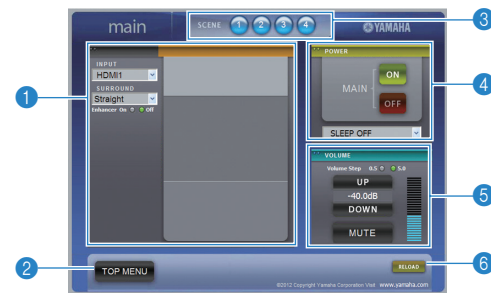 main
SCENE 1 2 3 4
YAMAHA
3
INPUT
HDMI1
SURROUND
Straight
Enhancer On Off
1
POWER
MAIN
ON
OFF
SLEEP OFF
4
VOLUME
Volume Step 0.5 5.0
UP
-40.0dB
DOWN
MUTE
5
2
TOP MENU
RELOAD
6
©2012 Copyright Yamaha Corporation Visit www.yamaha.com